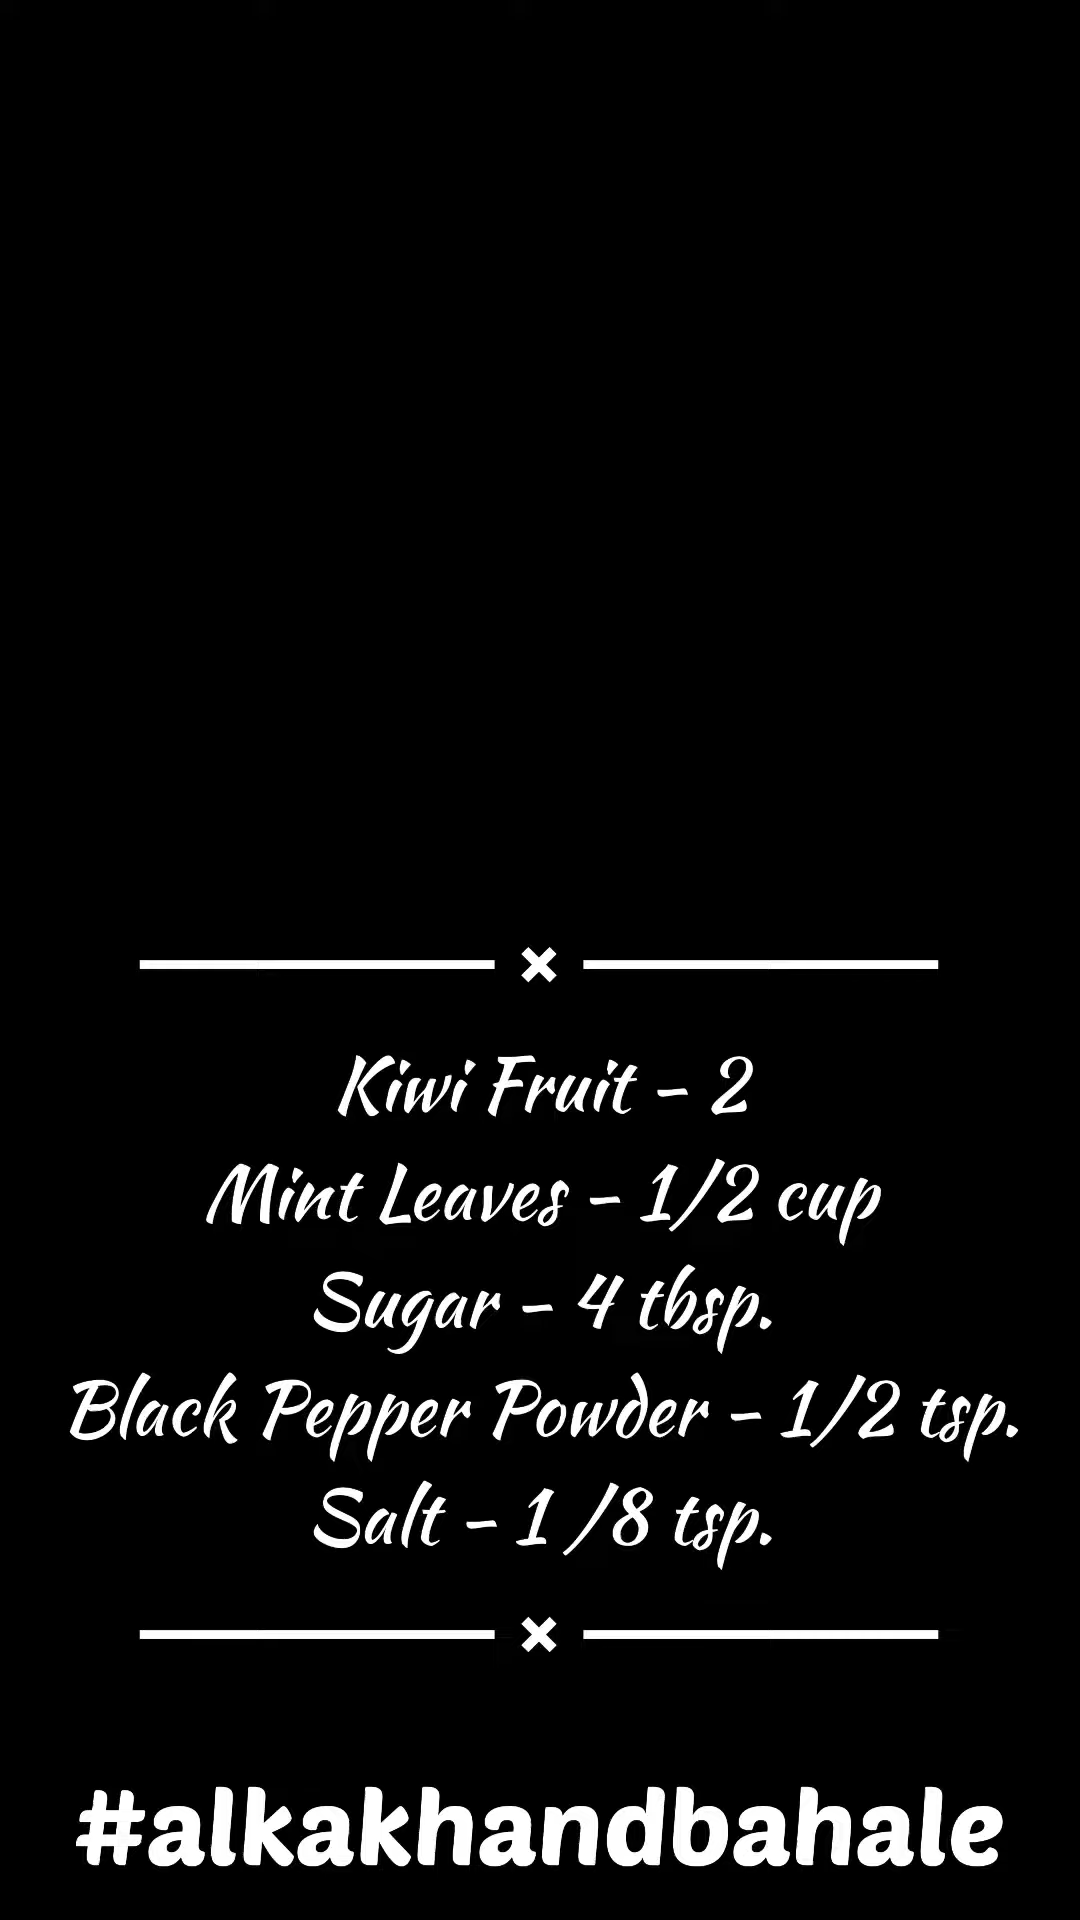 Kiwi Fruit - 2
Mint Leaves - 1/2 cup
Sugar - 4 tbsp.
Black Pepper Powder - 1/2 tsp.
Salt - 1 /8 tsp.
#alkakhandbahale